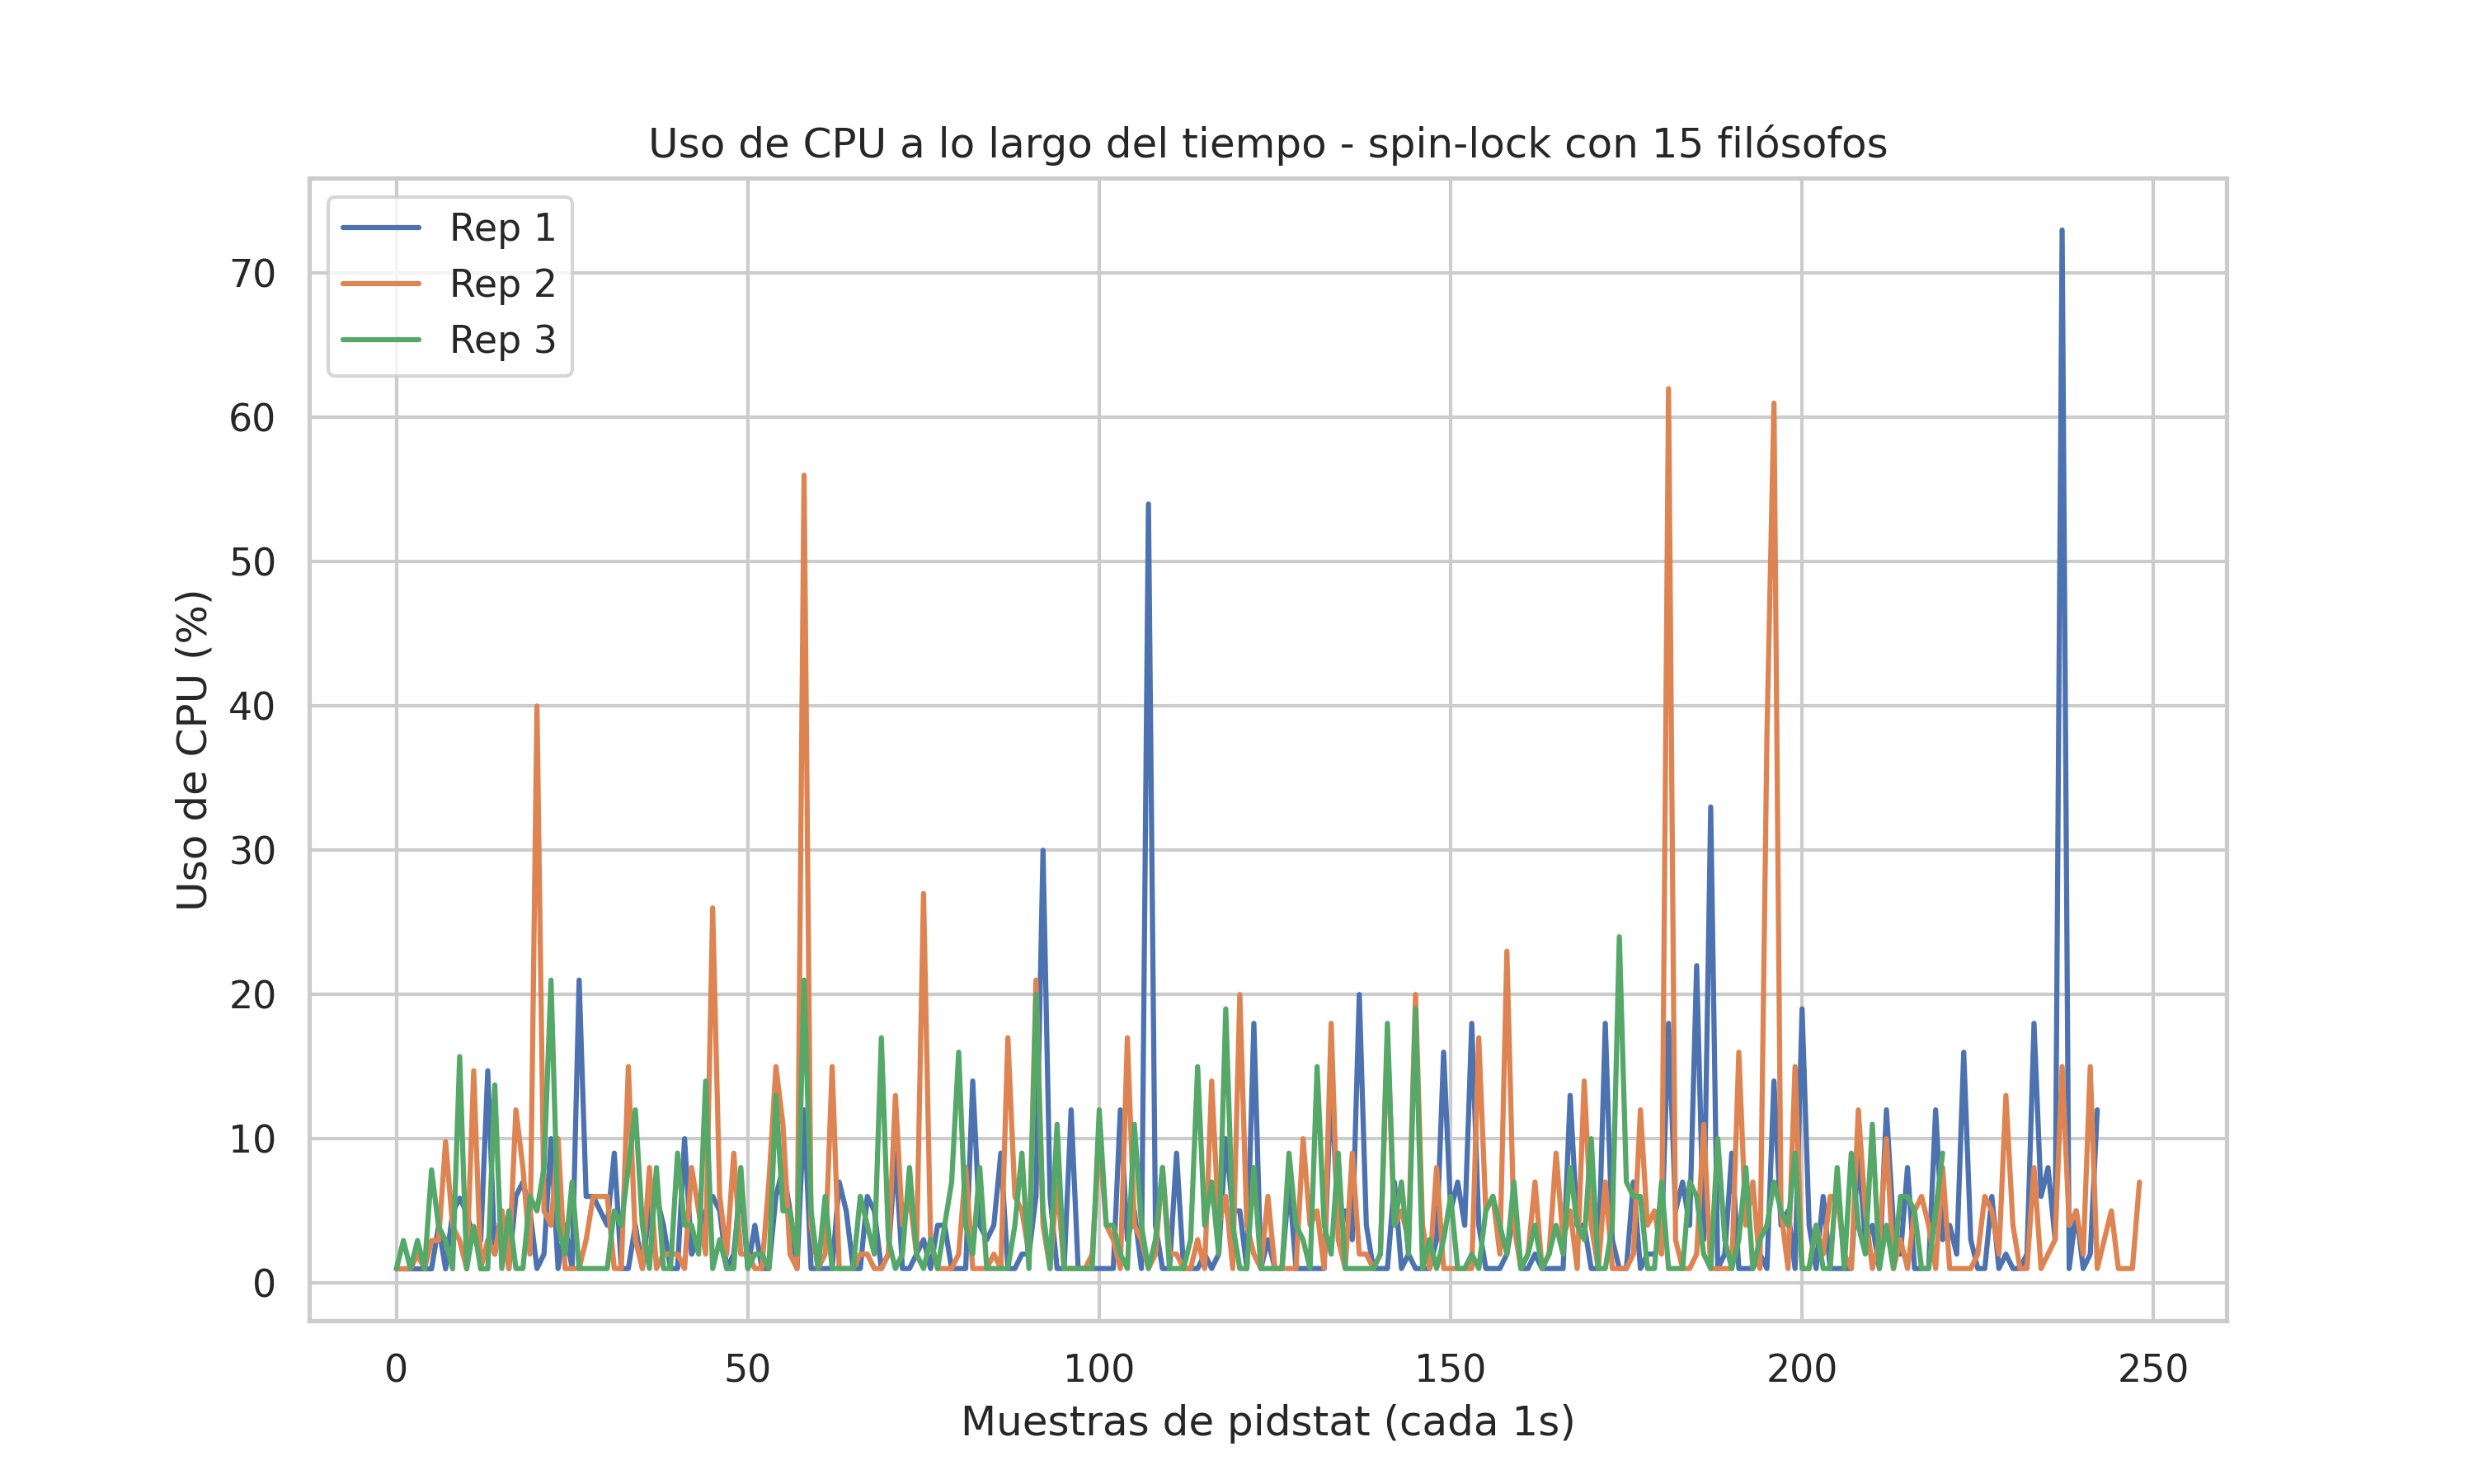 Uso de CPU a lo largo del tiempo - spin-lock con 15 filósofos
Rep 1
Rep 2
Rep 3
70
60
50
40
30
20
10
0
Uso de CPU (%)
0 50 100 150 200 250
Muestras de pidstat (cada 1s)